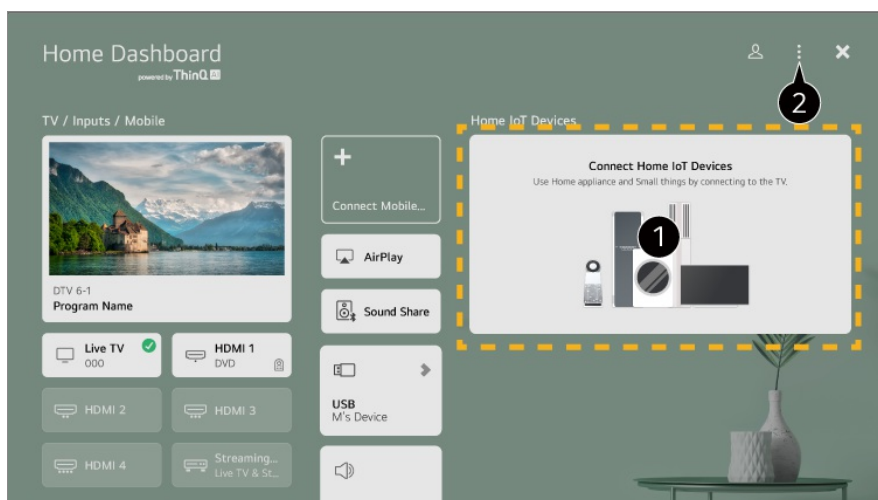 Home Dashboard
powered by ThinQ AI
2
TV / Inputs / Mobile
Home IoT Devices
DTV 6-1
Program Name
Live TV
000
HDMI 1
DVD
HDMI 2
HDMI 3
HDMI 4
Streaming...
Live TV & St...
Connect Mobile...
AirPlay
Sound Share
USB
M's Device
Connect Home IoT Devices
Use Home appliance and Small things by connecting to the TV.
1